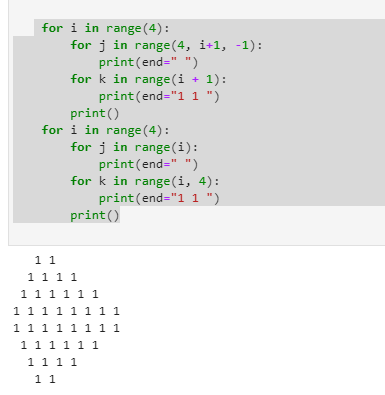 for i in range(4):
    for j in range(4, i+1, -1):
        print(end=" ")
    for k in range(i + 1):
        print(end="1 1 ")
    print()
for i in range(4):
    for j in range(i):
        print(end=" ")
    for k in range(i, 4):
        print(end="1 1 ")
    print()
   1 1
  1 1 1 1
 1 1 1 1 1 1
1 1 1 1 1 1 1 1
1 1 1 1 1 1 1 1
 1 1 1 1 1 1
  1 1 1 1
   1 1